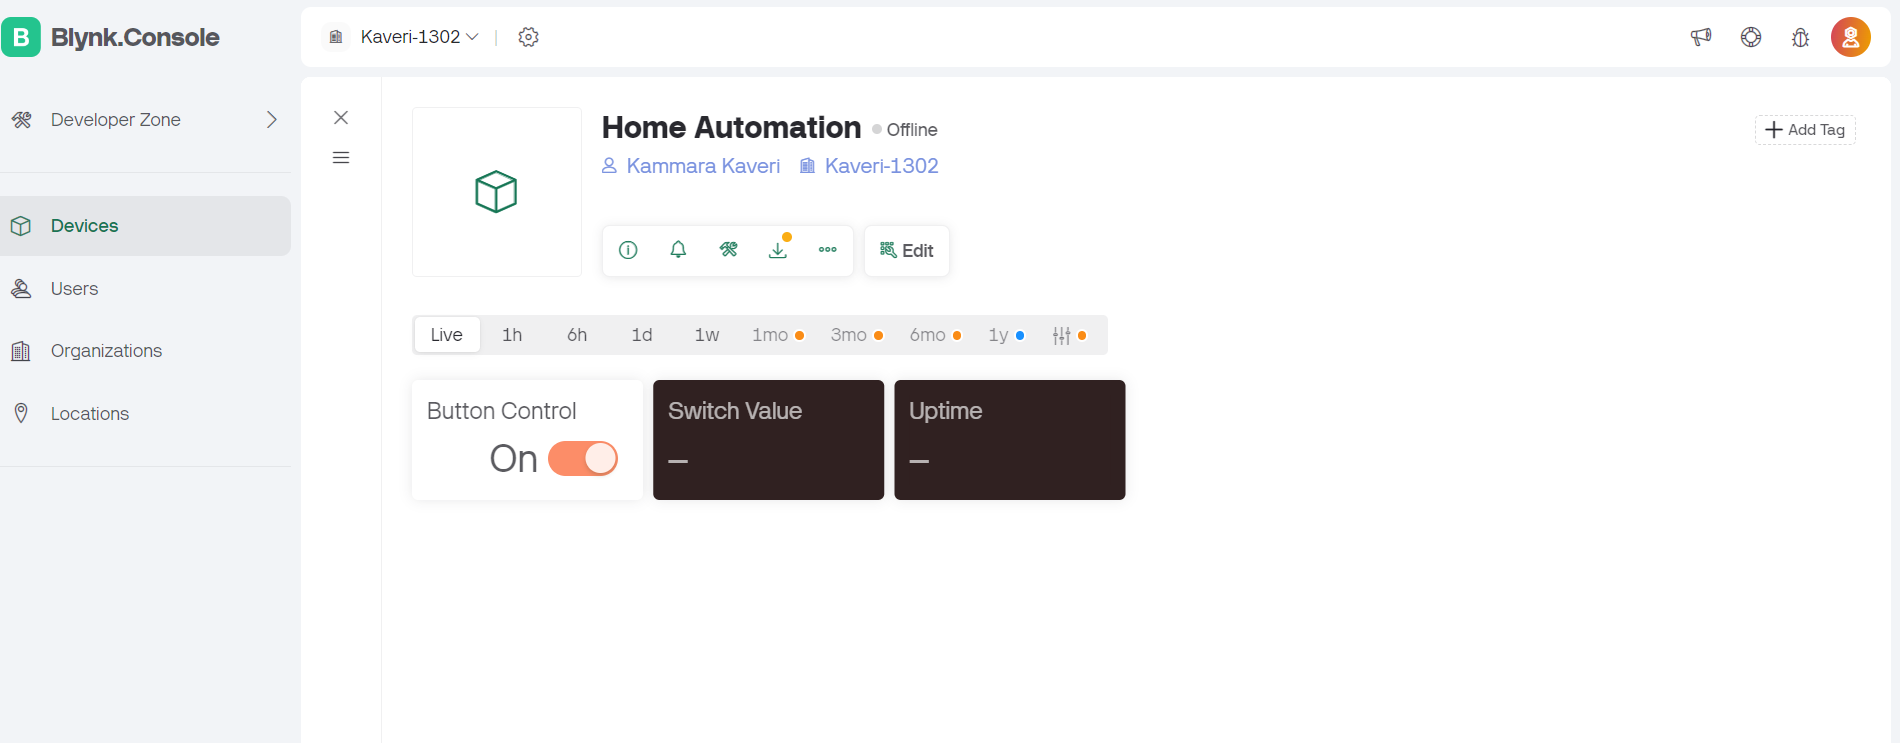 B Blynk.Console
Kaveri-1302
Developer Zone
Devices
Users
Organizations
Locations
Home Automation Offline
Kammara Kaveri Kaveri-1302
Add Tag
Edit
Live 1h 6h 1d 1w 1mo 3mo 6mo 1y
Button Control
On
Switch Value
–
Uptime
–